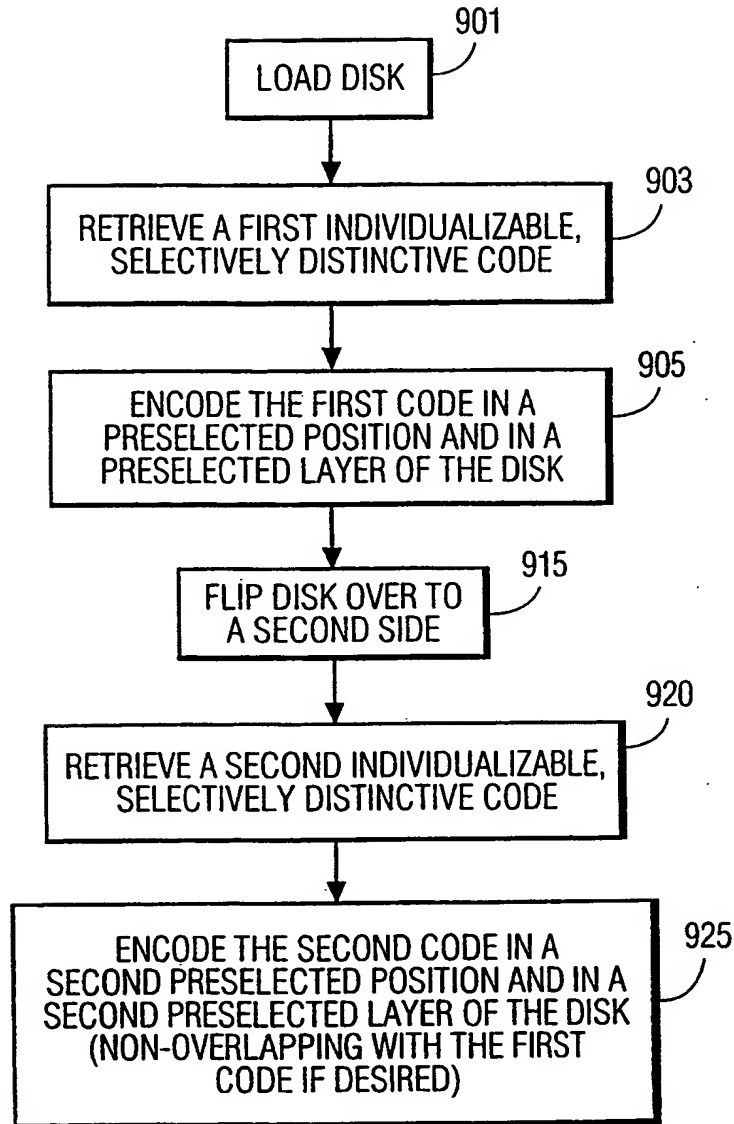 901
LOAD DISK
903
RETRIEVE A FIRST INDIVIDUALIZABLE,
SELECTIVELY DISTINCTIVE CODE
905
ENCODE THE FIRST CODE IN A
PRESELECTED POSITION AND IN A
PRESELECTED LAYER OF THE DISK
915
FLIP DISK OVER TO
A SECOND SIDE
920
RETRIEVE A SECOND INDIVIDUALIZABLE,
SELECTIVELY DISTINCTIVE CODE
925
ENCODE THE SECOND CODE IN A
SECOND PRESELECTED POSITION AND IN A
SECOND PRESELECTED LAYER OF THE DISK
(NON-OVERLAPPING WITH THE FIRST
CODE IF DESIRED)